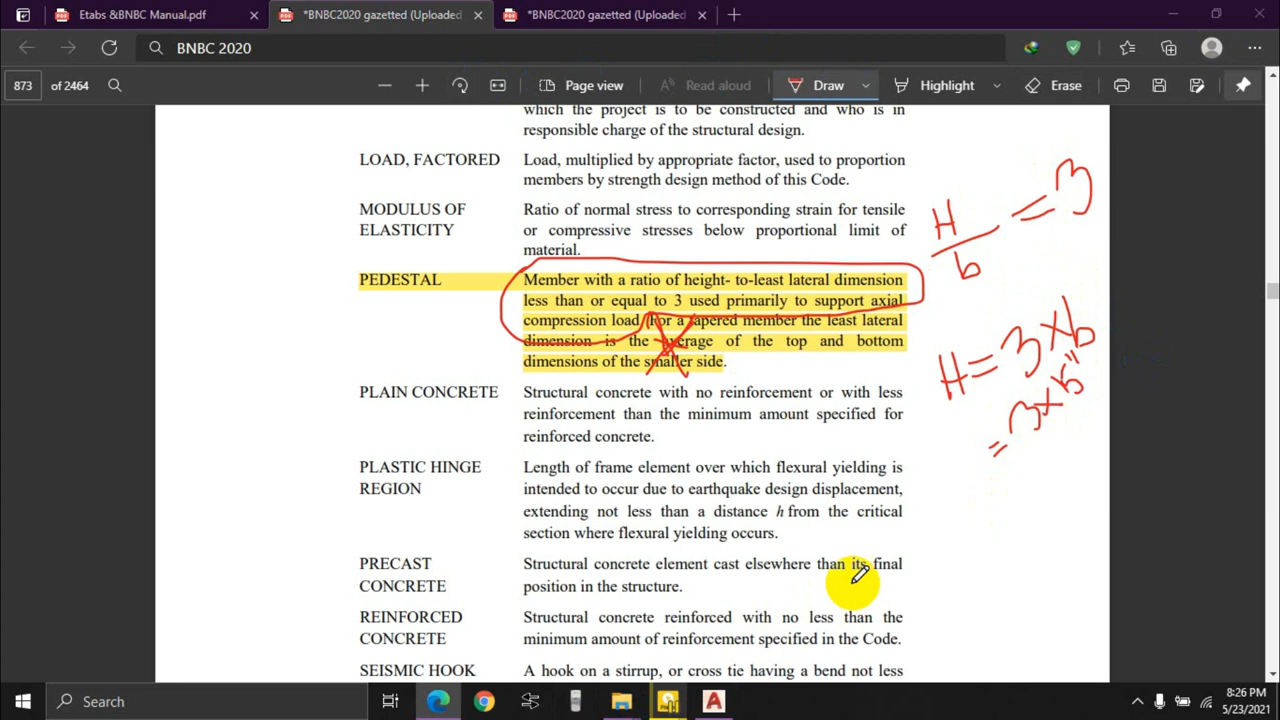 Etabs &BNBC Manual.pdf
*BNBC2020 gazetted (Uploaded
*BNBC2020 gazetted (Uploaded
BNBC 2020
873 of 2464
Page view
Read aloud
Draw
Highlight
Erase
which the project is to be constructed and who is in
responsible charge of the structural design.
LOAD, FACTORED Load, multiplied by appropriate factor, used to proportion
members by strength design method of this Code.
MODULUS OF Ratio of normal stress to corresponding strain for tensile
ELASTICITY or compressive stresses below proportional limit of
material.
PEDESTAL Member with a ratio of height- to-least lateral dimension
less than or equal to 3 used primarily to support axial
compression load (For a tapered member the least lateral
dimension is the average of the top and bottom
dimensions of the smaller side.
PLAIN CONCRETE Structural concrete with no reinforcement or with less
reinforcement than the minimum amount specified for
reinforced concrete.
PLASTIC HINGE Length of frame element over which flexural yielding is
REGION intended to occur due to earthquake design displacement,
extending not less than a distance h from the critical
section where flexural yielding occurs.
PRECAST Structural concrete element cast elsewhere than its final
CONCRETE position in the structure.
REINFORCED Structural concrete reinforced with no less than the
CONCRETE minimum amount of reinforcement specified in the Code.
SEISMIC HOOK A hook on a stirrup, or cross tie having a bend not less
H/b = 3
H = 3×b
Search
8:26 PM
5/23/2021